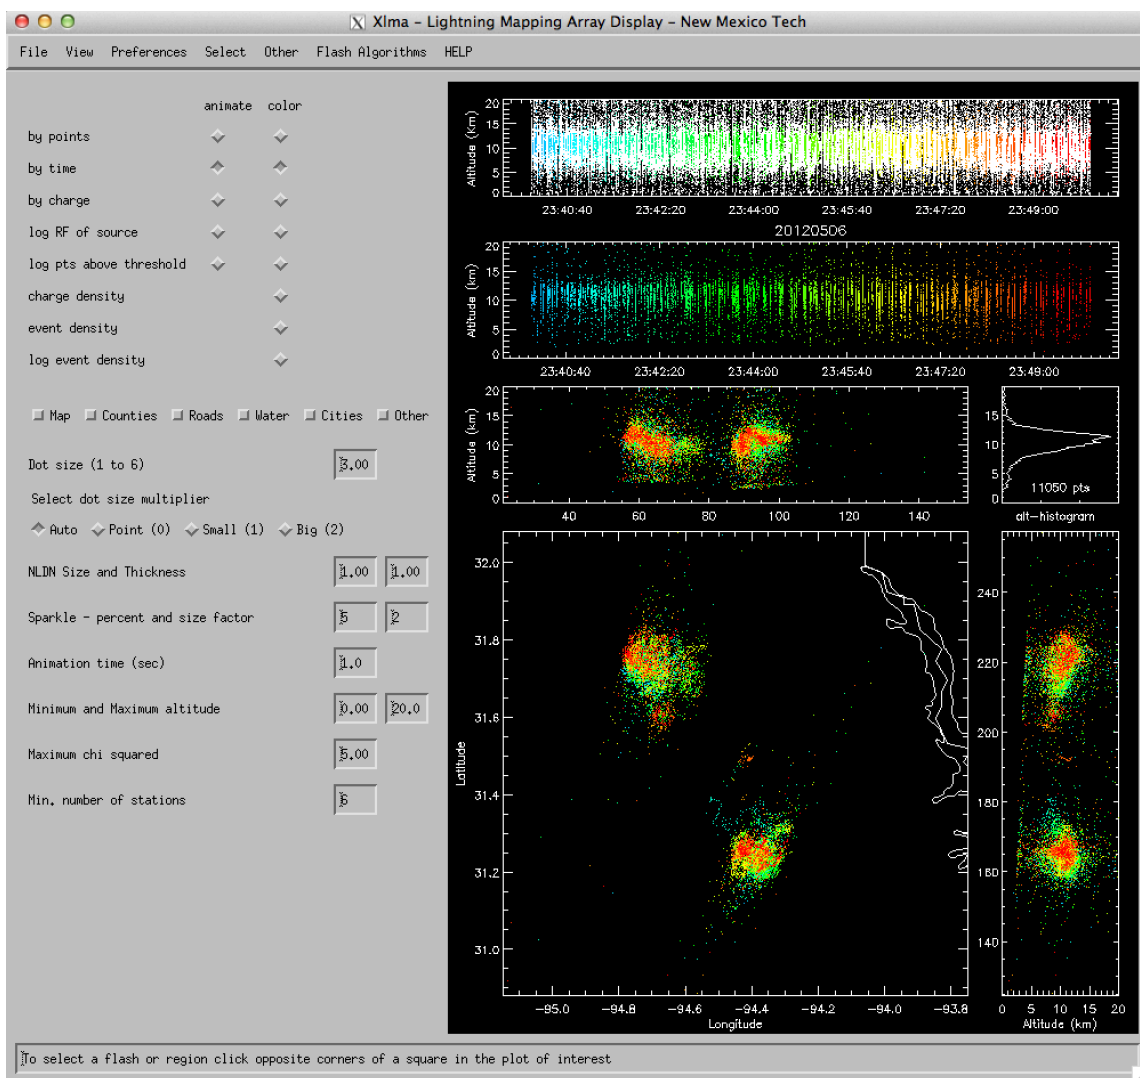 Xlma – Lightning Mapping Array Display – New Mexico Tech
File View Preferences Select Other Flash Algorithms HELP
animate color
by points
by time
by charge
log RF of source
log pts above threshold
charge density
event density
log event density
Map Counties Roads Water Cities Other
Dot size (1 to 6) 3.00
Select dot size multiplier
Auto Point (0) Small (1) Big (2)
NLDN Size and Thickness 1.00 1.00
Sparkle – percent and size factor 5 2
Animation time (sec) 1.0
Minimum and Maximum altitude 0.00 20.0
Maximum chi squared 5.00
Min. number of stations 6
20
15
10
5
0
Altitude (km)
23:40:40 23:42:20 23:44:00 23:45:40 23:47:20 23:49:00
20120506
20
15
10
5
0
Altitude (km)
23:40:40 23:42:20 23:44:00 23:45:40 23:47:20 23:49:00
20
15
10
5
0
Altitude (km)
40 60 80 100 120 140
15
10
5
0
11050 pts
alt-histogram
32.0
31.8
31.6
31.4
31.2
31.0
Latitude
-95.0 -94.8 -94.6 -94.4 -94.2 -94.0 -93.8
Longitude
240
220
200
180
160
140
0 5 10 15 20
Altitude (km)
To select a flash or region click opposite corners of a square in the plot of interest